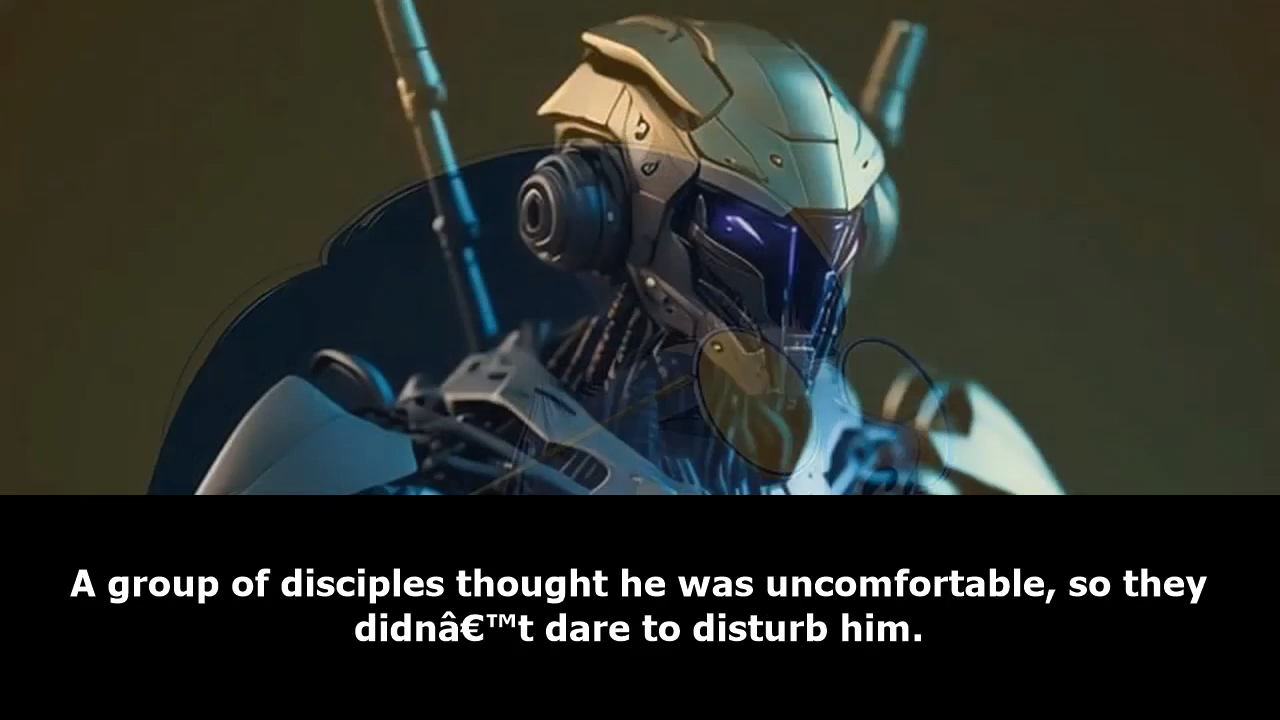 A group of disciples thought he was uncomfortable, so they
didnâ€™t dare to disturb him.